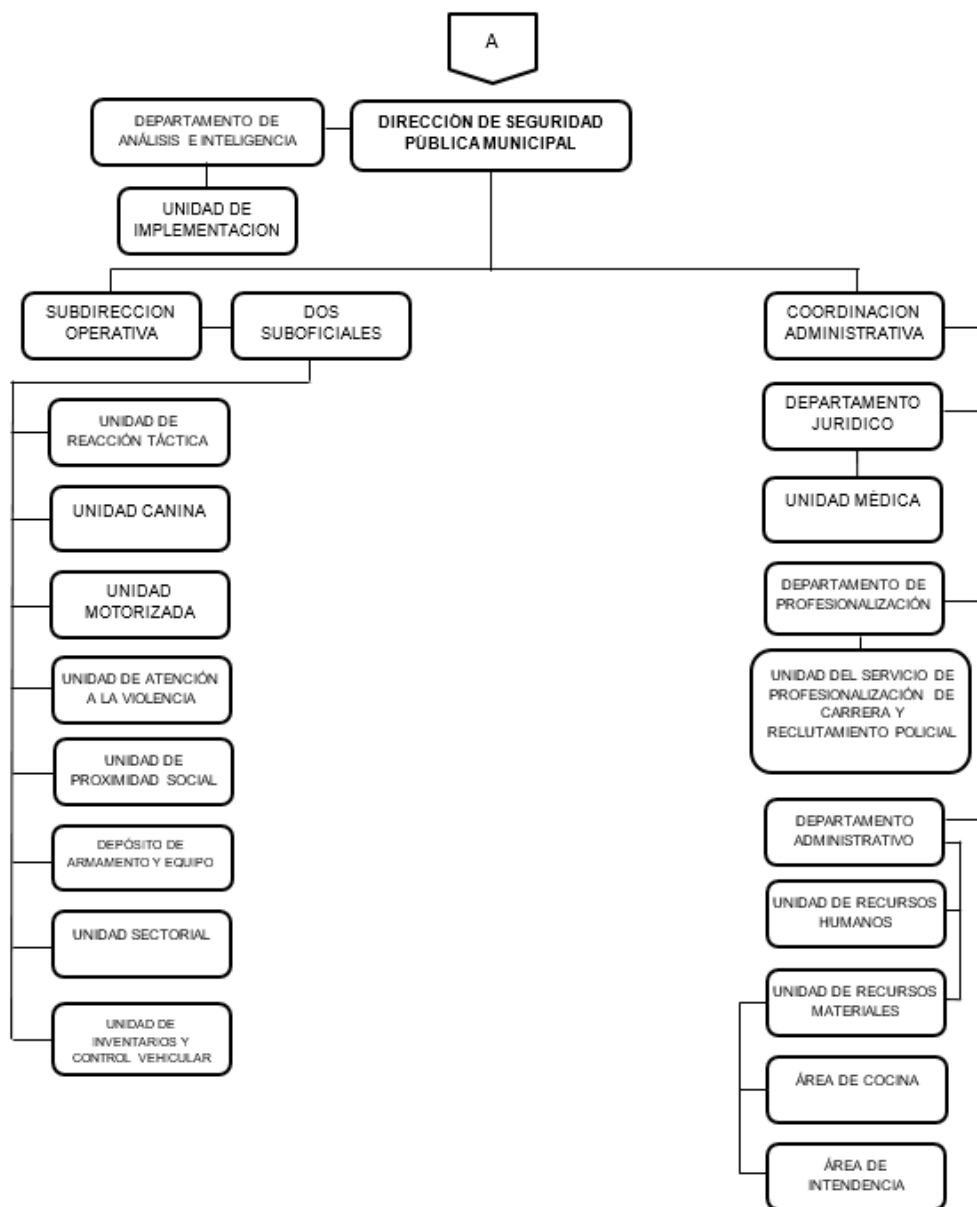 A
DEPARTAMENTO DE
ANÁLISIS E INTELIGENCIA
DIRECCIÓN DE SEGURIDAD
PÚBLICA MUNICIPAL
UNIDAD DE
IMPLEMENTACION
SUBDIRECCION
OPERATIVA
DOS
SUBOFICIALES
COORDINACION
ADMINISTRATIVA
UNIDAD DE
REACCIÓN TÁCTICA
UNIDAD CANINA
UNIDAD
MOTORIZADA
UNIDAD DE ATENCIÓN
A LA VIOLENCIA
UNIDAD DE
PROXIMIDAD SOCIAL
DEPÓSITO DE
ARMAMENTO Y EQUIPO
UNIDAD SECTORIAL
UNIDAD DE
INVENTARIOS Y
CONTROL VEHICULAR
DEPARTAMENTO
JURIDICO
UNIDAD MÉDICA
DEPARTAMENTO DE
PROFESIONALIZACIÓN
UNIDAD DEL SERVICIO DE
PROFESIONALIZACIÓN DE
CARRERA Y
RECLUTAMIENTO POLICIAL
DEPARTAMENTO
ADMINISTRATIVO
UNIDAD DE RECURSOS
HUMANOS
UNIDAD DE RECURSOS
MATERIALES
ÁREA DE COCINA
ÁREA DE
INTENDENCIA